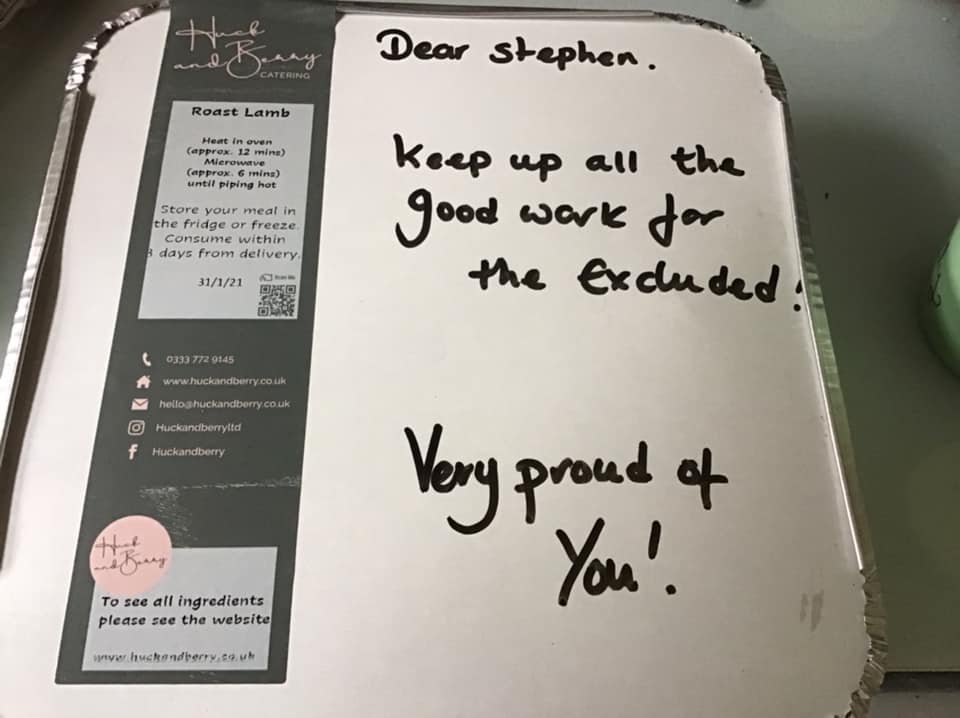 Huck
and Berry
CATERING
Roast Lamb
Heat in oven
(approx. 12 mins)
Microwave
(approx. 6 mins)
until piping hot
Store your meal in
the fridge or freeze.
Consume within
3 days from delivery.
31/1/21
Scan Me
0333 772 9145
www.huckandberry.co.uk
hello@huckandberry.co.uk
Huckandberryltd
Huckandberry
Huck
and Berry
To see all ingredients
please see the website
www.huckandberry.co.uk
Dear Stephen.
Keep up all the
good work for
the Excluded!
Very proud of
You!